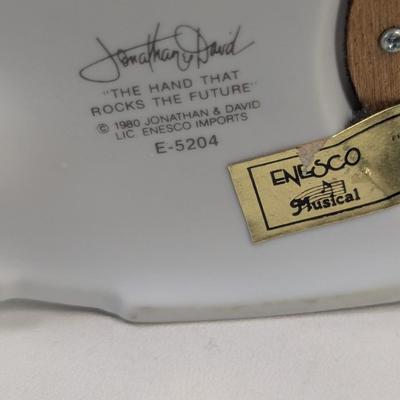 Jonathan & David
"THE HAND THAT
ROCKS THE FUTURE"
© 1980 JONATHAN & DAVID
LIC. ENESCO IMPORTS
E-5204
ENESCO
Musical